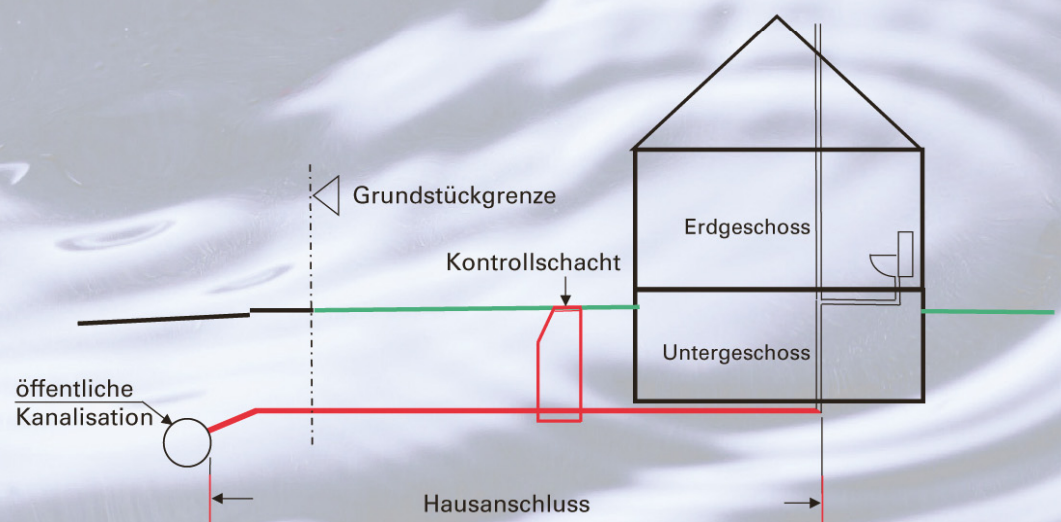 Grundstückgrenze
Erdgeschoss
Kontrollschacht
Untergeschoss
öffentliche
Kanalisation
Hausanschluss